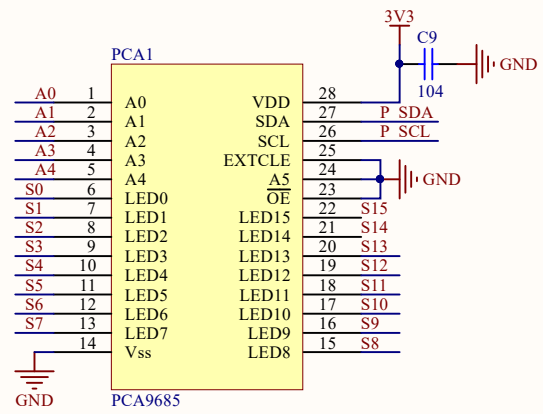 3V3
C9
GND
104
PCA1
A0 1 A0 VDD 28
A1 2 A1 SDA 27 P_SDA
A2 3 A2 SCL 26 P_SCL
A3 4 A3 EXTCLE 25
A4 5 A4 A5 24 GND
S0 6 LED0 OE 23
S1 7 LED1 LED15 22 S15
S2 8 LED2 LED14 21 S14
S3 9 LED3 LED13 20 S13
S4 10 LED4 LED12 19 S12
S5 11 LED5 LED11 18 S11
S6 12 LED6 LED10 17 S10
S7 13 LED7 LED9 16 S9
14 Vss LED8 15 S8
GND
PCA9685